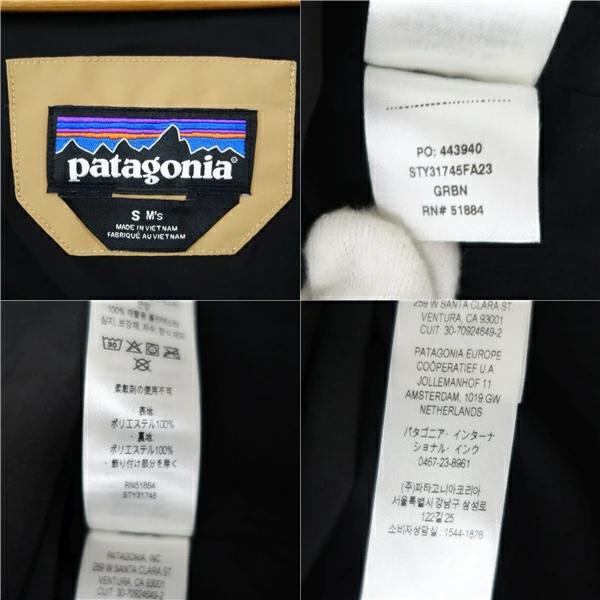 patagonia®
S M's
MADE IN VIETNAM
FABRIQUÉ AU VIETNAM
PO: 443940
STY31745FA23
GRBN
RN# 51884
30
柔軟剤の使用不可
・表地
ポリエステル100%
・裏地
ポリエステル100%
・飾り付け部分を除く
RN51884
STY31745
PATAGONIA, INC.
259 W SANTA CLARA ST
VENTURA, CA 93001
CUIT: 30-70924649-2
259 W SANTA CLARA ST
VENTURA, CA 93001
CUIT: 30-70924649-2
PATAGONIA EUROPE
COÖPERATIEF U.A
JOLLEMANHOF 11
AMSTERDAM, 1019 GW
NETHERLANDS
パタゴニア・インターナ
ショナル・インク
0467-23-8961
(주)파타고니아코리아
서울특별시 강남구 삼성로
122길 25
소비자상담실 : 1544-1876